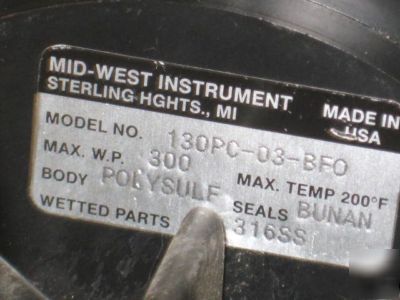 MID-WEST INSTRUMENT
STERLING HGHTS., MI
MADE IN
USA
MODEL NO. 130PC-03-BFO
MAX. W.P. 300
MAX. TEMP 200°F
BODY POLYSULF
SEALS BUNAN
WETTED PARTS 316SS